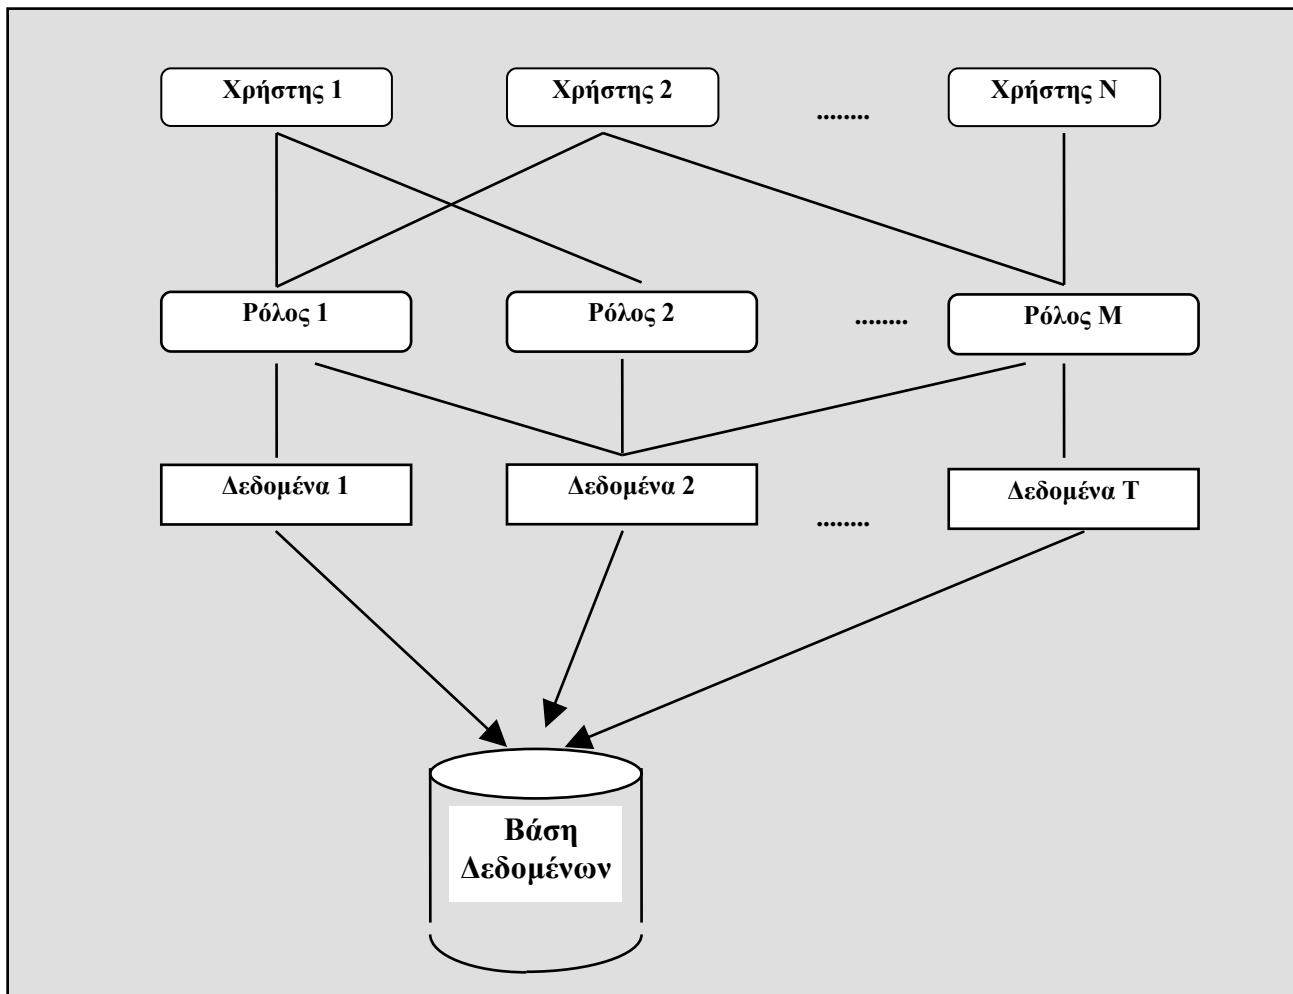 Χρήστης 1
Χρήστης 2
........
Χρήστης Ν
Ρόλος 1
Ρόλος 2
........
Ρόλος Μ
Δεδομένα 1
Δεδομένα 2
........
Δεδομένα Τ
Βάση
Δεδομένων